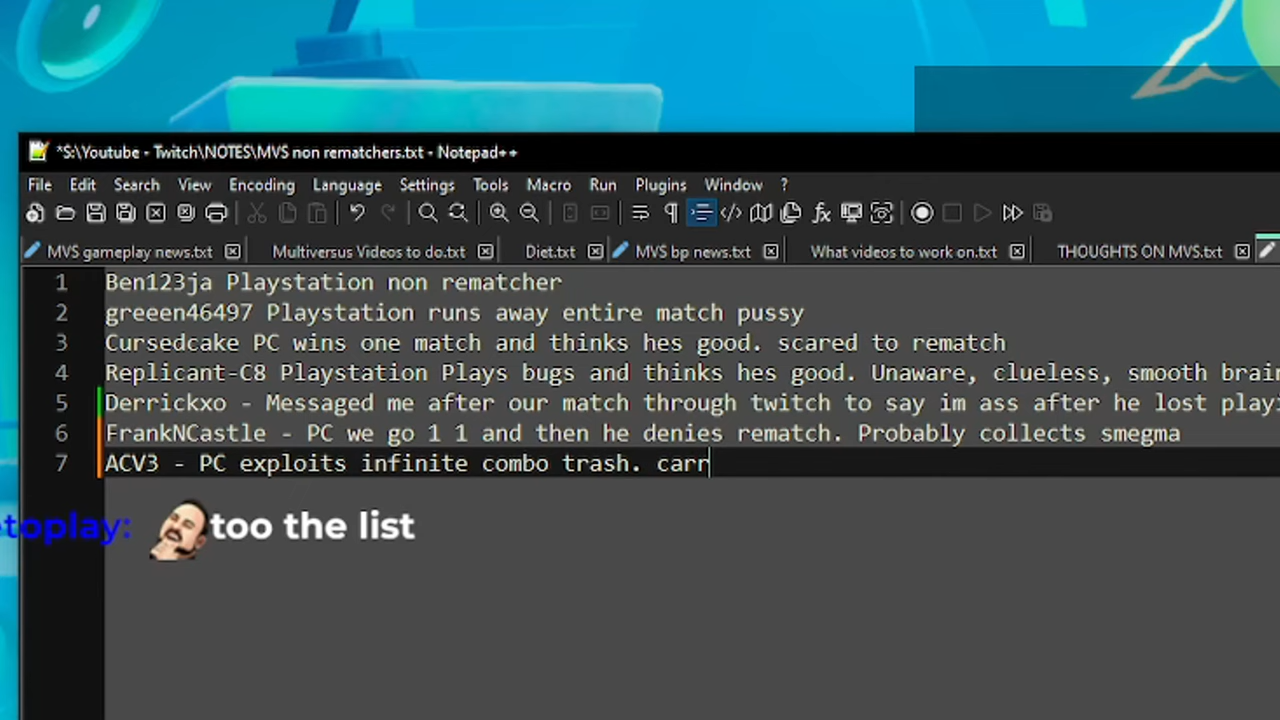 *S:\Youtube - Twitch\NOTES\MVS non rematchers.txt - Notepad++
File Edit Search View Encoding Language Settings Tools Macro Run Plugins Window ?
MVS gameplay news.txt Multiversus Videos to do.txt Diet.txt MVS bp news.txt What videos to work on.txt THOUGHTS ON MVS.txt
1 Ben123ja Playstation non rematcher
2 greeen46497 Playstation runs away entire match pussy
3 Cursedcake PC wins one match and thinks hes good. scared to rematch
4 Replicant-C8 Playstation Plays bugs and thinks hes good. Unaware, clueless, smooth brain
5 Derrickxo - Messaged me after our match through twitch to say im ass after he lost playi
6 FrankNCastle - PC we go 1 1 and then he denies rematch. Probably collects smegma
7 ACV3 - PC exploits infinite combo trash. carr
etoplay: too the list